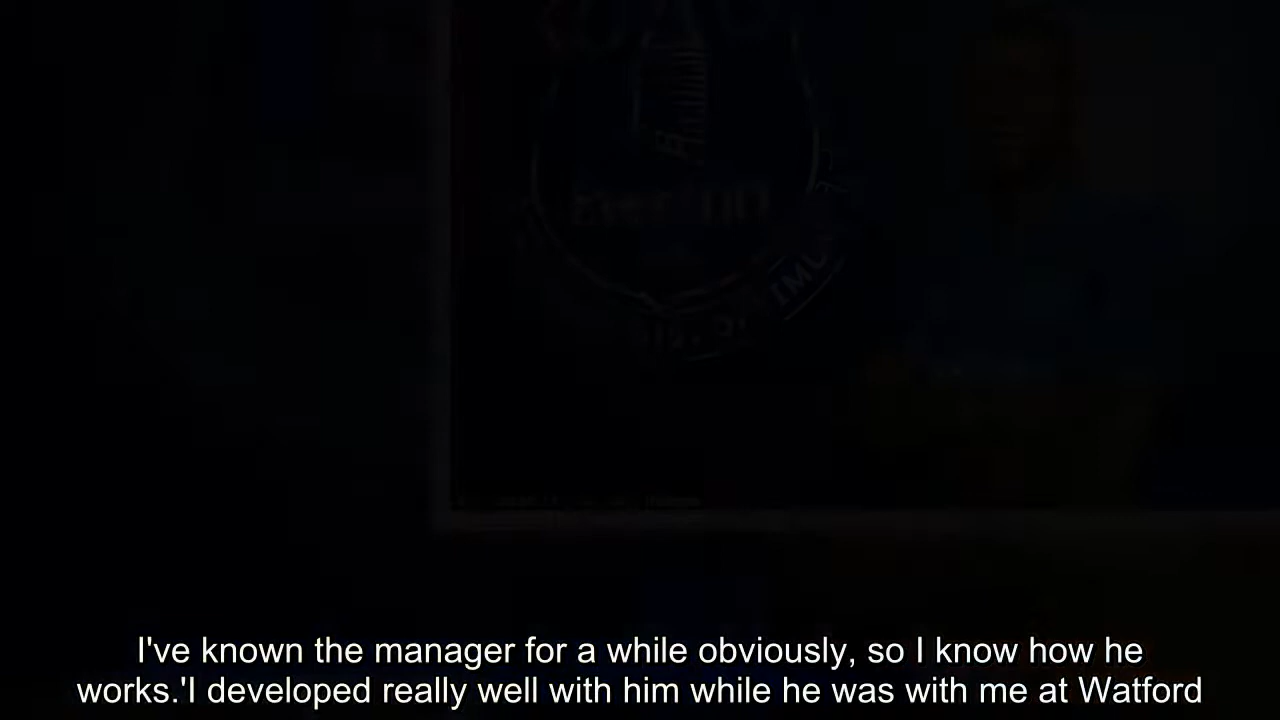 Everton
I've known the manager for a while obviously, so I know how he
works.'I developed really well with him while he was with me at Watford